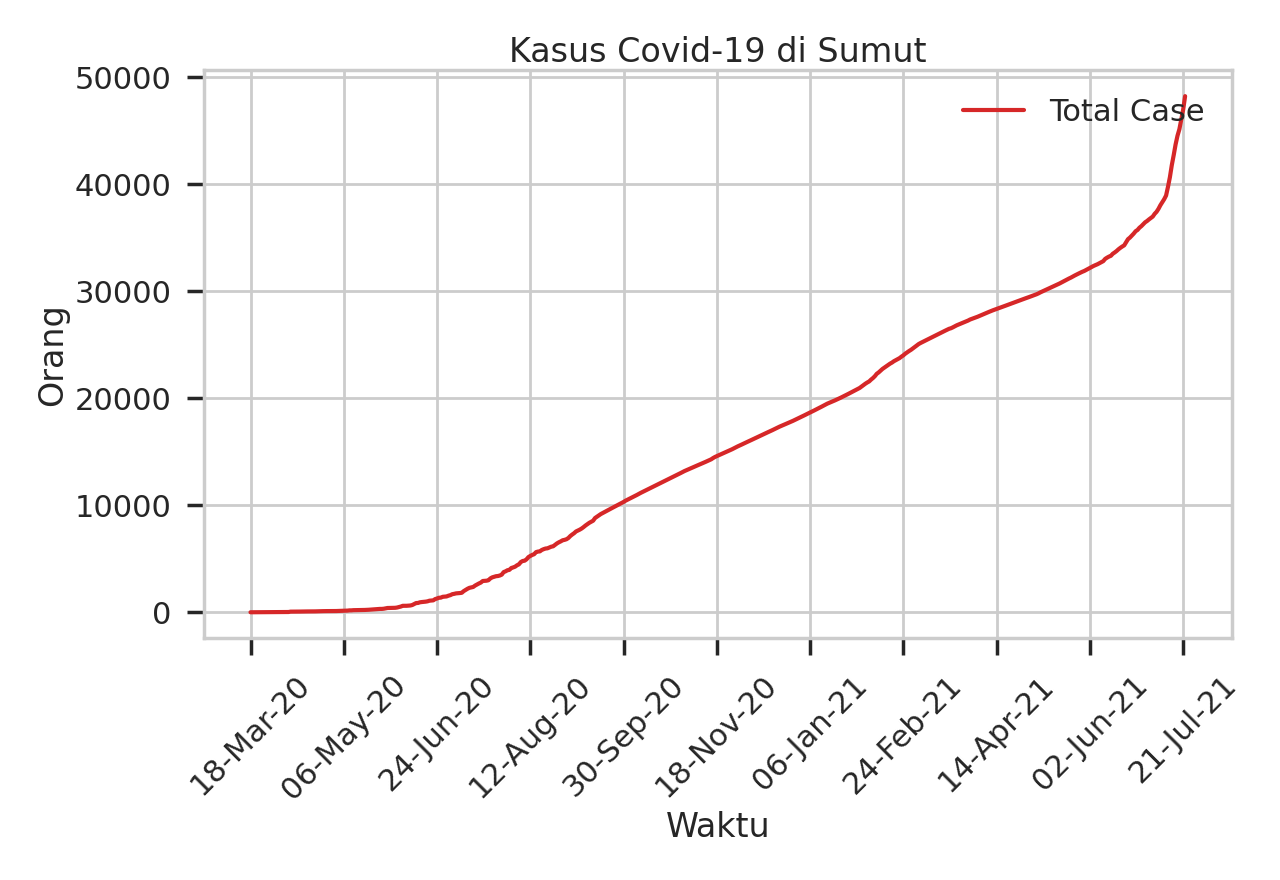 Kasus Covid-19 di Sumut
50000
40000
30000
20000
10000
0
Orang
Total Case
18-Mar-20
06-May-20
24-Jun-20
12-Aug-20
30-Sep-20
18-Nov-20
06-Jan-21
24-Feb-21
14-Apr-21
02-Jun-21
21-Jul-21
Waktu